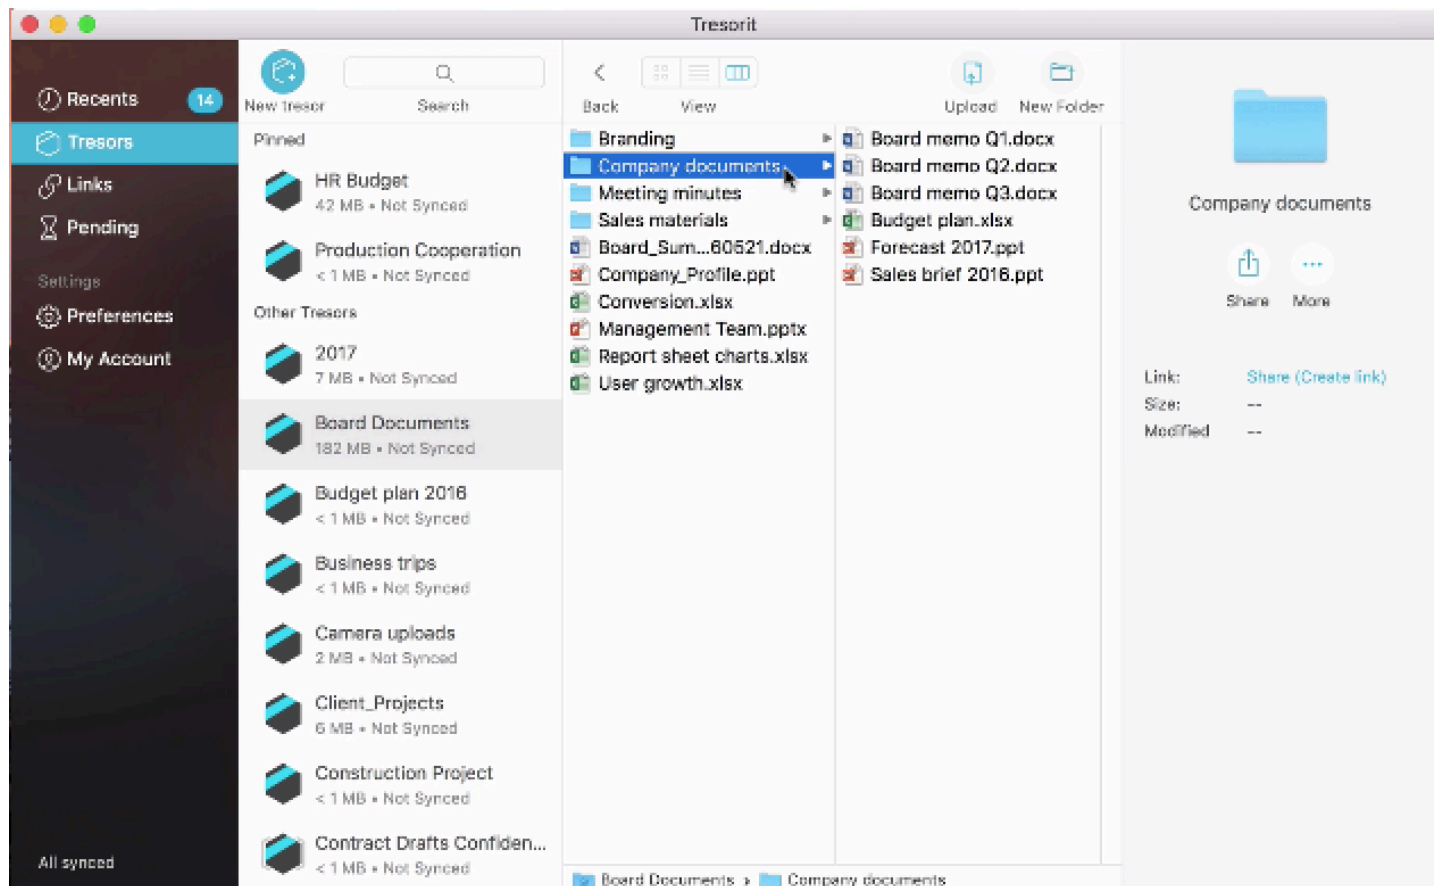 Tresorit
Recents 14
Tresors
Links
Pending
Settings
Preferences
My Account
All synced
New tresor
Search
Pinned
HR Budget
42 MB • Not Synced
Production Cooperation
< 1 MB • Not Synced
Other Tresors
2017
7 MB • Not Synced
Board Documents
182 MB • Not Synced
Budget plan 2016
< 1 MB • Not Synced
Business trips
< 1 MB • Not Synced
Camera uploads
2 MB • Not Synced
Client_Projects
6 MB • Not Synced
Construction Project
< 1 MB • Not Synced
Contract Drafts Confiden...
< 1 MB • Not Synced
Back View Upload New Folder
Branding
Company documents
Meeting minutes
Sales materials
Board_Sum...60521.docx
Company_Profile.ppt
Conversion.xlsx
Management Team.pptx
Report sheet charts.xlsx
User growth.xlsx
Board memo Q1.docx
Board memo Q2.docx
Board memo Q3.docx
Budget plan.xlsx
Forecast 2017.ppt
Sales brief 2016.ppt
Board Documents › Company documents
Company documents
Share More
Link: Share (Create link)
Size: --
Modified --